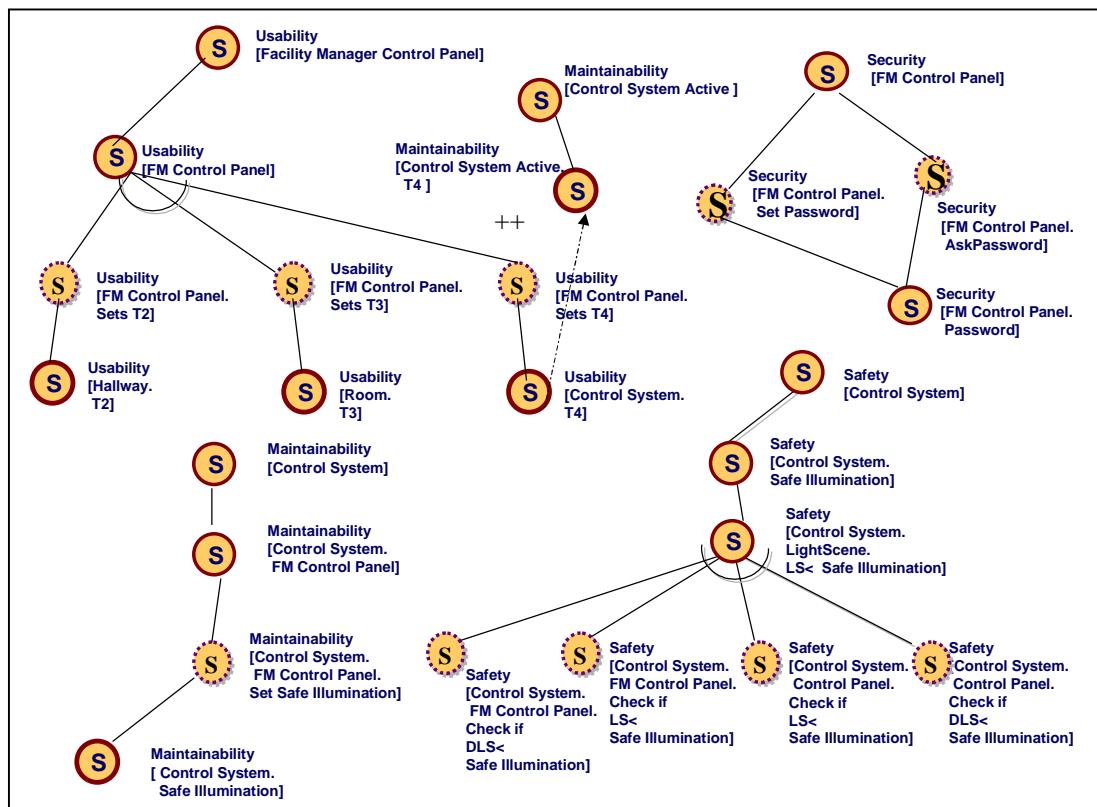 S
Usability
[Facility Manager Control Panel]
S
Usability
[FM Control Panel]
S
Usability
[FM Control Panel.
Sets T2]
S
Usability
[FM Control Panel.
Sets T3]
S
Usability
[FM Control Panel.
Sets T4]
S
Usability
[Hallway.
T2]
S
Usability
[Room.
T3]
S
Usability
[Control System.
T4]
S
Maintainability
[Control System Active ]
Maintainability
[Control System Active.
T4 ]
S
++
S
Security
[FM Control Panel]
S
Security
[FM Control Panel.
Set Password]
S
Security
[FM Control Panel.
AskPassword]
S
Security
[FM Control Panel.
Password]
S
Maintainability
[Control System]
S
Maintainability
[Control System.
FM Control Panel]
S
Maintainability
[Control System.
FM Control Panel.
Set Safe Illumination]
S
Maintainability
[ Control System.
Safe Illumination]
S
Safety
[Control System]
S
Safety
[Control System.
Safe Illumination]
S
Safety
[Control System.
LightScene.
LS< Safe Illumination]
S
Safety
[Control System.
FM Control Panel.
Check if
DLS<
Safe Illumination]
S
Safety
[Control System.
FM Control Panel.
Check if
LS<
Safe Illumination]
S
Safety
[Control System.
Control Panel.
Check if
LS<
Safe Illumination]
S
Safety
[Control System.
Control Panel.
Check if
DLS<
Safe Illumination]